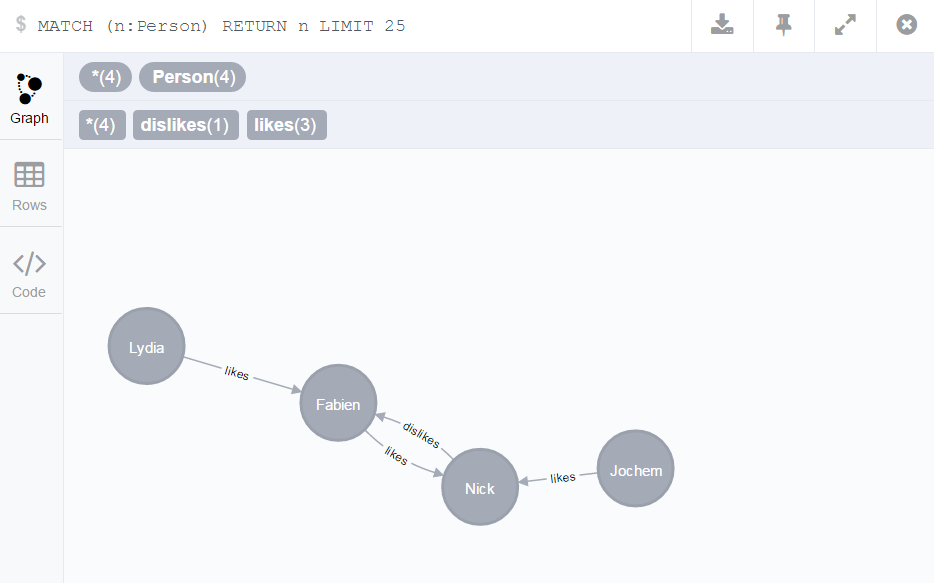 $ MATCH (n:Person) RETURN n LIMIT 25
*(4) Person(4)
*(4) dislikes(1) likes(3)
Graph
Rows
Code
Lydia
likes
Fabien
dislikes
likes
Nick
likes
Jochem